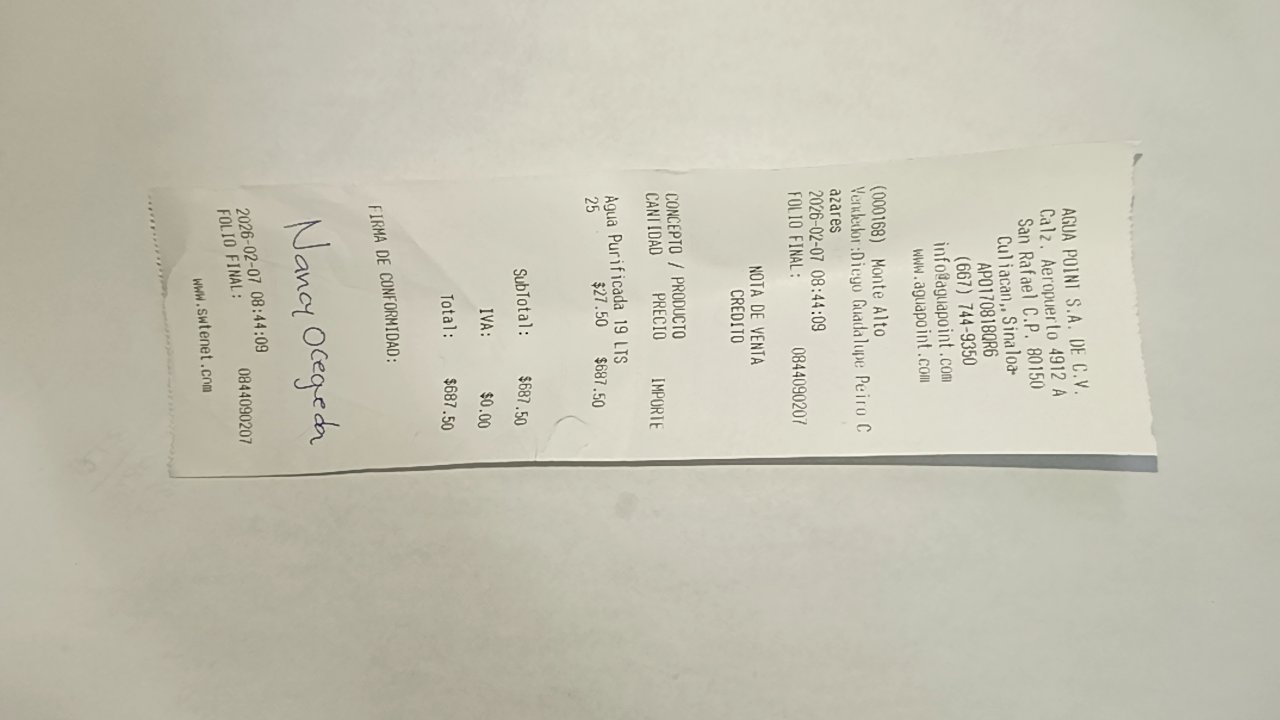 AGUA POINT S.A. DE C.V.
Calz. Aeropuerto 4912 A
San Rafael C.P. 80150
Culiacan,, Sinaloa
APO170818QR6
(667) 744-9350
info@aguapoint.com
www.aguapoint.com
(000168) Monte Alto
Vendedor:Diego Guadalupe Peiro C
azares
2026-02-07 08:44:09
FOLIO FINAL: 0844090207
NOTA DE VENTA
CREDITO
CONCEPTO / PRODUCTO
CANTIDAD PRECIO IMPORTE
Agua Purificada 19 LTS
25 $27.50 $687.50
SubTotal: $687.50
IVA: $0.00
Total: $687.50
FIRMA DE CONFORMIDAD:
Nancy Ocegeda
2026-02-07 08:44:09
FOLIO FINAL: 0844090207
www.swtenet.com